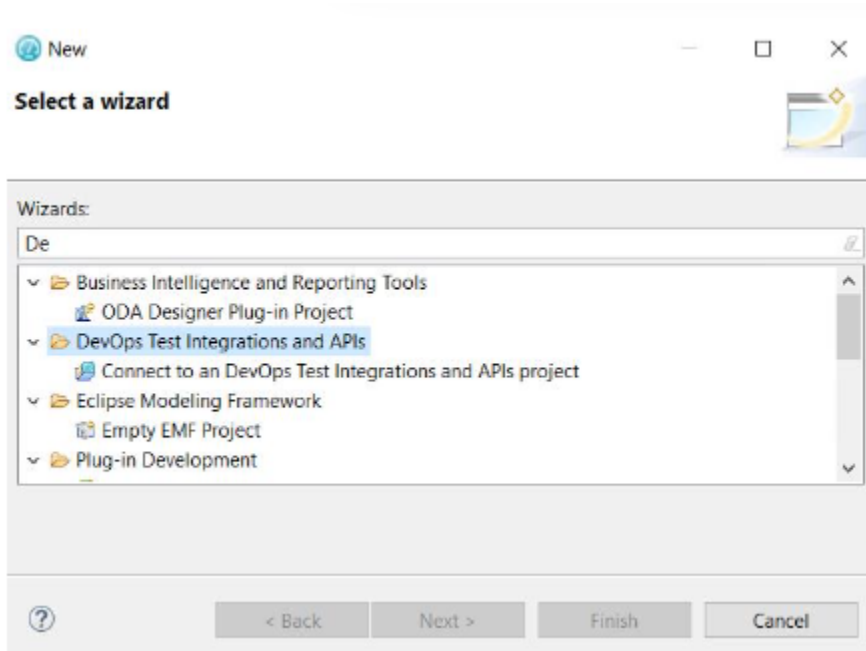 New
Select a wizard
Wizards:
De
Business Intelligence and Reporting Tools
ODA Designer Plug-in Project
DevOps Test Integrations and APIs
Connect to an DevOps Test Integrations and APIs project
Eclipse Modeling Framework
Empty EMF Project
Plug-in Development
< Back Next > Finish Cancel